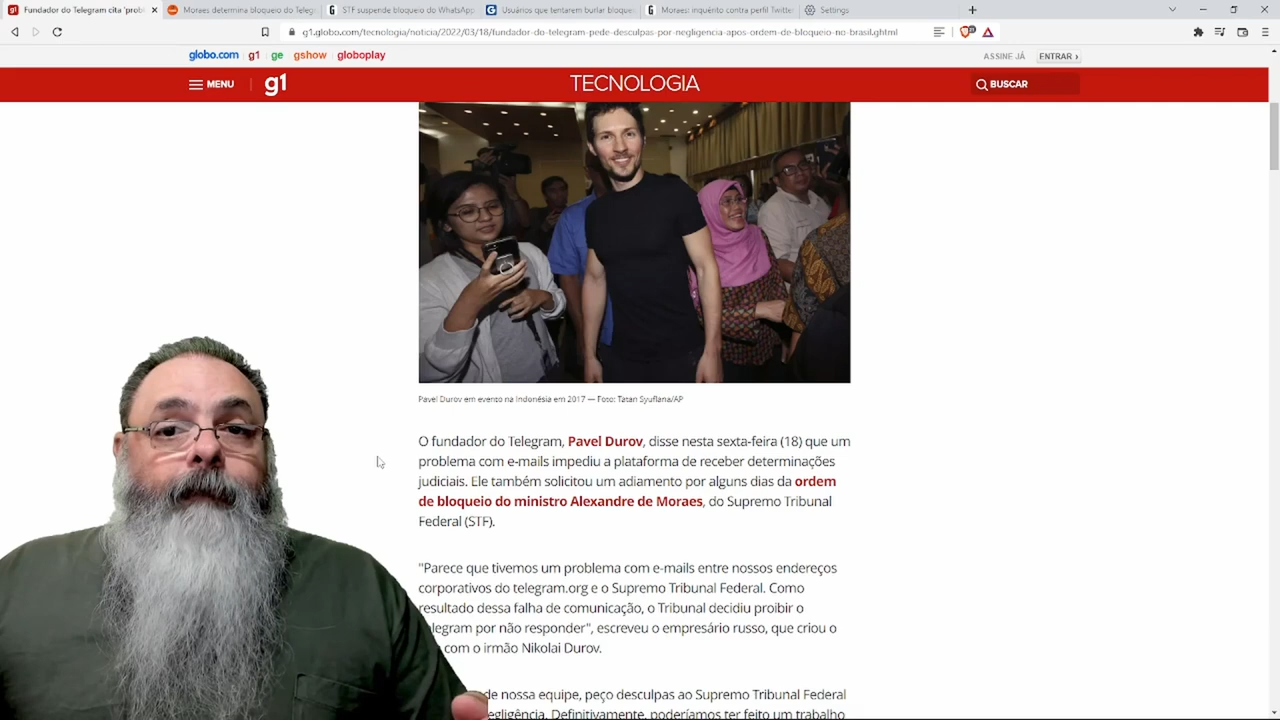 Fundador do Telegram cita 'prob
Moraes determina bloqueio do Telegr
STF suspende bloqueio do WhatsApp
Usuários que tentarem burlar bloque
Moraes: inquérito contra perfil Twitter
Settings
g1.globo.com/tecnologia/noticia/2022/03/18/fundador-do-telegram-pede-desculpas-por-negligencia-apos-ordem-de-bloqueio-no-brasil.ghtml
globo.com g1 ge gshow globoplay
ASSINE JÁ ENTRAR ›
MENU g1 TECNOLOGIA BUSCAR
Pavel Durov em evento na Indonésia em 2017 — Foto: Tatan Syuflana/AP
O fundador do Telegram, Pavel Durov, disse nesta sexta-feira (18) que um
problema com e-mails impediu a plataforma de receber determinações
judiciais. Ele também solicitou um adiamento por alguns dias da ordem
de bloqueio do ministro Alexandre de Moraes, do Supremo Tribunal
Federal (STF).
"Parece que tivemos um problema com e-mails entre nossos endereços
corporativos do telegram.org e o Supremo Tribunal Federal. Como
resultado dessa falha de comunicação, o Tribunal decidiu proibir o
elegram por não responder", escreveu o empresário russo, que criou o
com o irmão Nikolai Durov.
de nossa equipe, peço desculpas ao Supremo Tribunal Federal
egligência. Definitivamente, poderíamos ter feito um trabalho